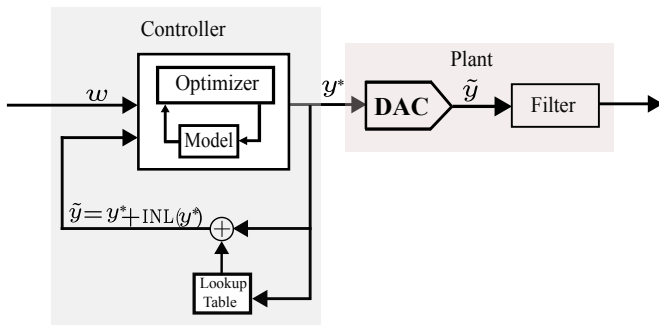 Controller
Plant
Optimizer
Model
w
y*
DAC
ỹ
Filter
ỹ=y*+INL(y*)
+
Lookup
Table